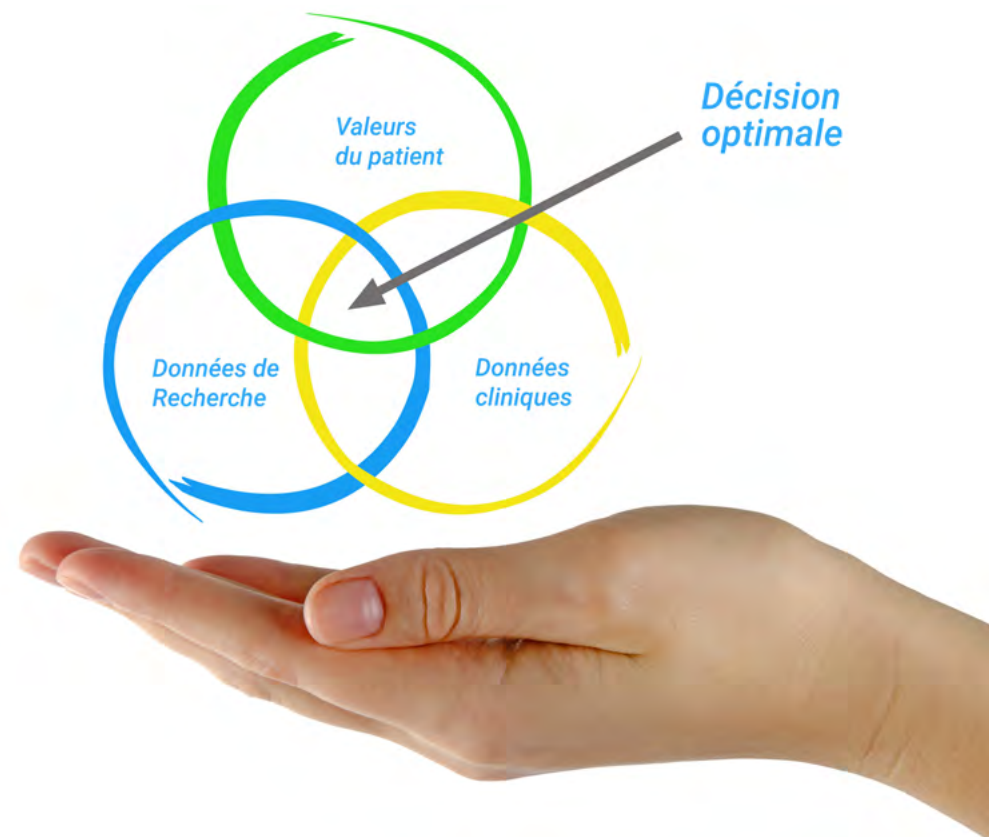 Décision
optimale
Valeurs
du patient
Données de
Recherche
Données
cliniques